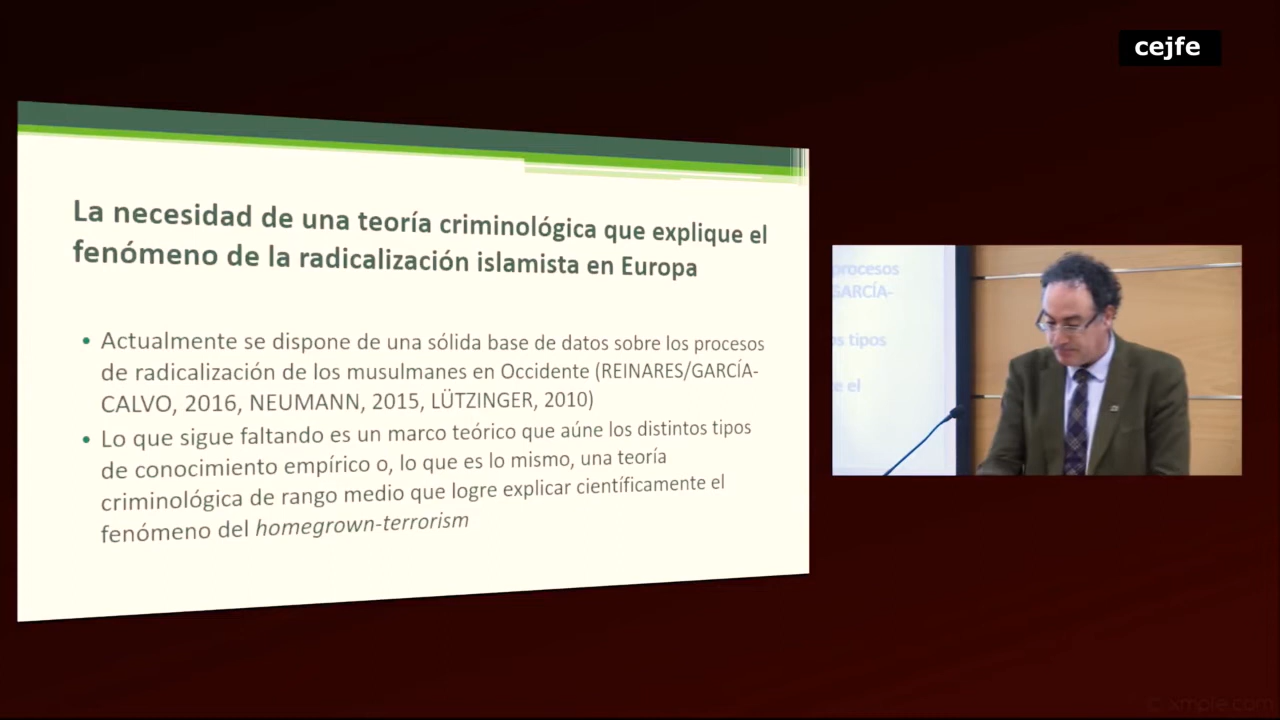 cejfe
La necesidad de una teoría criminológica que explique el
fenómeno de la radicalización islamista en Europa
• Actualmente se dispone de una sólida base de datos sobre los procesos
de radicalización de los musulmanes en Occidente (REINARES/GARCÍA-
CALVO, 2016, NEUMANN, 2015, LÜTZINGER, 2010)
• Lo que sigue faltando es un marco teórico que aúne los distintos tipos
de conocimiento empírico o, lo que es lo mismo, una teoría
criminológica de rango medio que logre explicar científicamente el
fenómeno del homegrown-terrorism
procesos
GARCÍA-
os tipos
e el